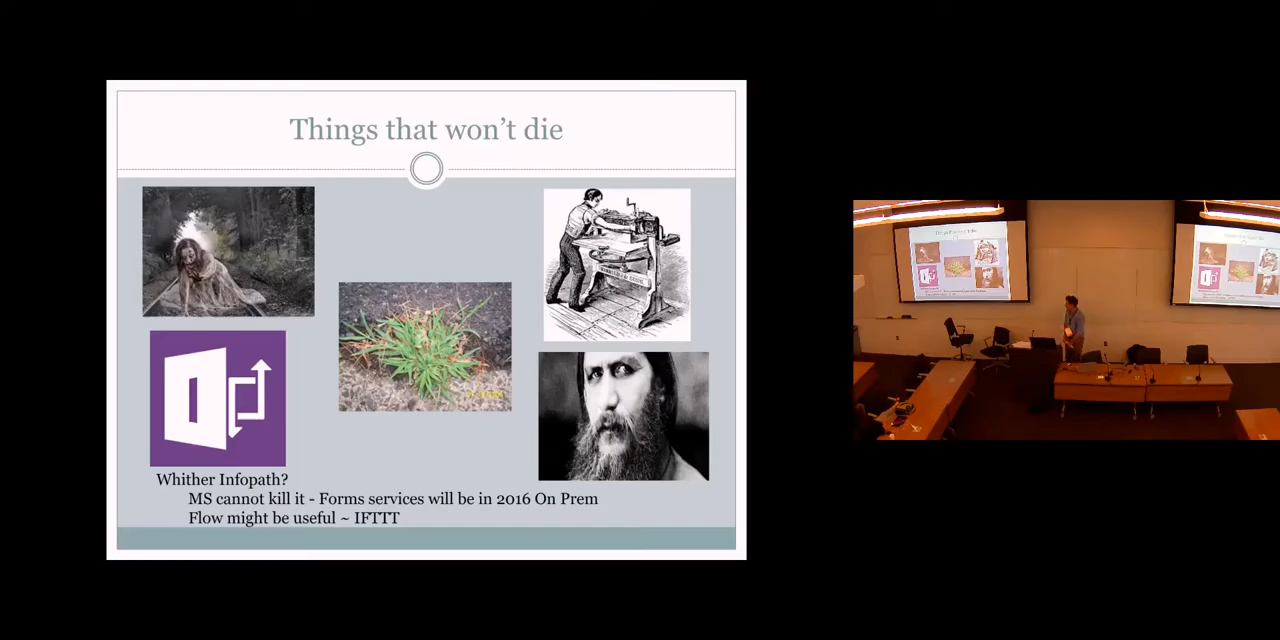 Things that won’t die
Whither Infopath?
MS cannot kill it - Forms services will be in 2016 On Prem
Flow might be useful ~ IFTTT